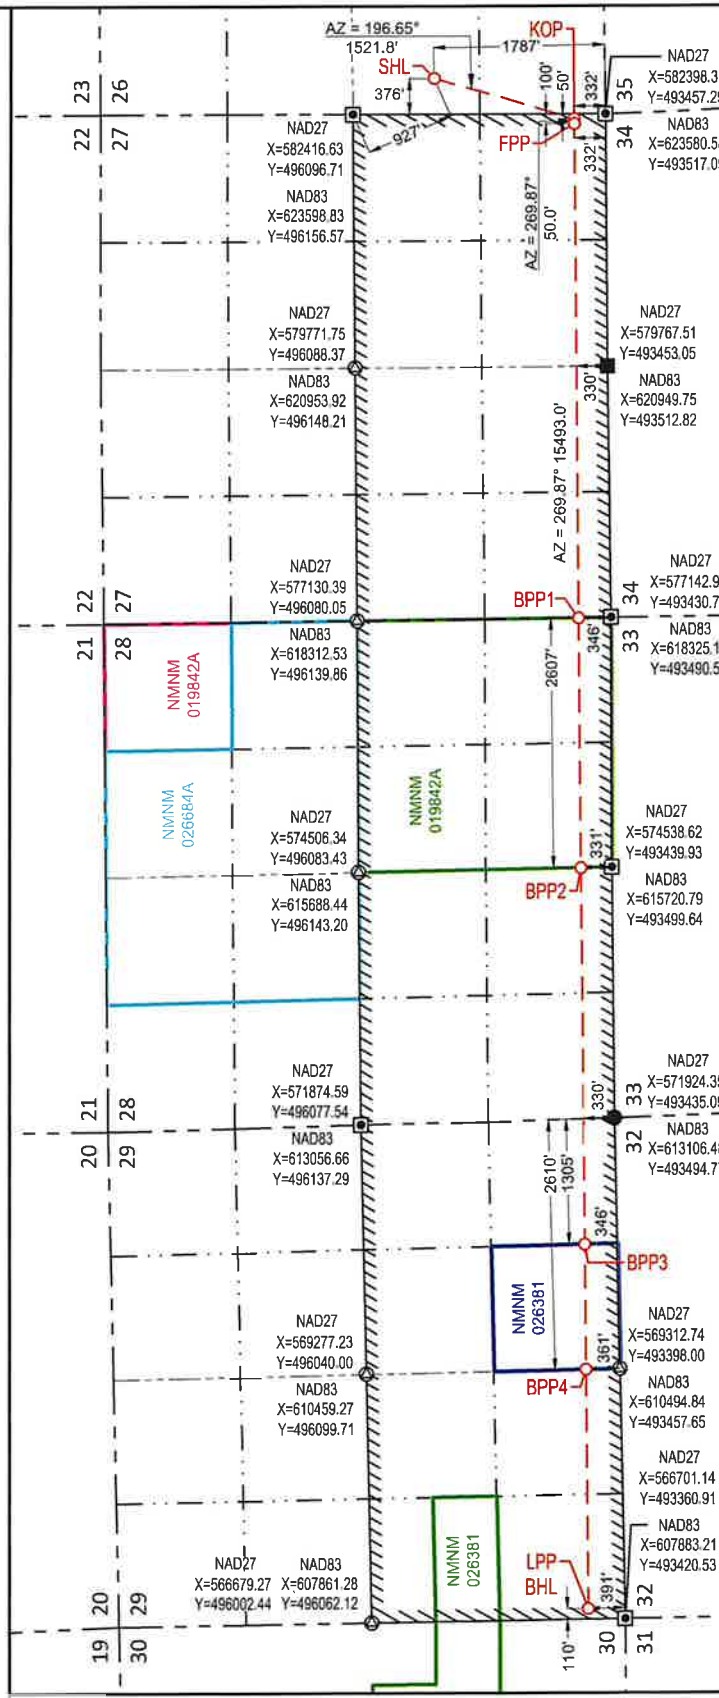 AZ = 196.65°
1521.8'
KOP
1787'
SHL
376'
100'
50'
332'
23
26
22
27
35
34
NAD27
X=582398.3
Y=493457.2
NAD83
X=623580.5
Y=493517.0
927'
FPP
332'
NAD27
X=582416.63
Y=496096.71
NAD83
X=623598.83
Y=496156.57
AZ = 269.87°
50.0'
NAD27
X=579771.75
Y=496088.37
NAD83
X=620953.92
Y=496148.21
NAD27
X=579767.51
Y=493453.05
NAD83
X=620949.75
Y=493512.82
330'
AZ = 269.87° 15493.0'
NAD27
X=577130.39
Y=496080.05
NAD83
X=618312.53
Y=496139.86
22
27
21
28
BPP1
346'
34
33
NAD27
X=577142.9
Y=493430.7
NAD83
X=618325.1
Y=493490.5
NMNM
019842A
2607'
NMNM
026684A
NMNM
019842A
NAD27
X=574506.34
Y=496083.43
NAD83
X=615688.44
Y=496143.20
331'
BPP2
NAD27
X=574538.62
Y=493439.93
NAD83
X=615720.79
Y=493499.64
NAD27
X=571874.59
Y=496077.54
NAD83
X=613056.66
Y=496137.29
21
28
20
29
330'
33
32
NAD27
X=571924.3
Y=493435.0
NAD83
X=613106.4
Y=493494.7
2610'
1305'
346'
BPP3
NMNM
026381
NAD27
X=569277.23
Y=496040.00
NAD83
X=610459.27
Y=496099.71
361'
BPP4
NAD27
X=569312.74
Y=493398.00
NAD83
X=610494.84
Y=493457.65
NAD27
X=566701.14
Y=493360.91
NAD83
X=607883.21
Y=493420.53
NMNM
026381
LPP
BHL
391'
110'
NAD27
X=566679.27
Y=496002.44
NAD83
X=607861.28
Y=496062.12
20
29
19
30
32
30
31